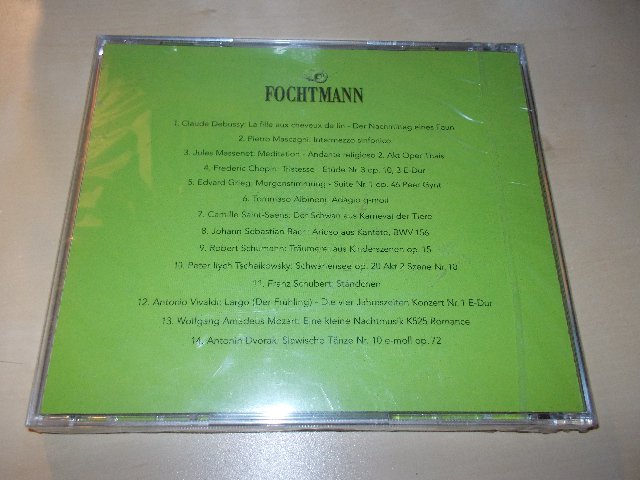 FOCHTMANN
1. Claude Debussy: La fille aux cheveux de lin - Der Nachmittag eines Faun
2. Pietro Mascagni: Intermezzo sinfonico
3. Jules Massenet: Meditation - Andante religioso 2. Akt Oper Thais
4. Frederic Chopin: Tristesse - Etüde Nr. 3 op. 10, 3 E-Dur
5. Edvard Grieg: Morgenstimmung - Suite Nr. 1 op. 46 Peer Gynt
6. Tommaso Albinoni: Adagio g-moll
7. Camille Saint-Saens: Der Schwan aus Karneval der Tiere
8. Johann Sebastian Bach: Arioso aus Kantate, BWV 156
9. Robert Schumann: Träumerei aus Kinderszenen op. 15
10. Peter Ilych Tschaikowsky: Schwanensee op. 20 Akt 2 Szene Nr. 10
11. Franz Schubert: Ständchen
12. Antonio Vivaldi: Largo (Der Frühling) - Die vier Jahreszeiten Konzert Nr. 1 E-Dur
13. Wolfgang Amadeus Mozart: Eine kleine Nachtmusik K525 Romance
14. Antonin Dvorak: Slawische Tänze Nr. 10 e-moll op. 72